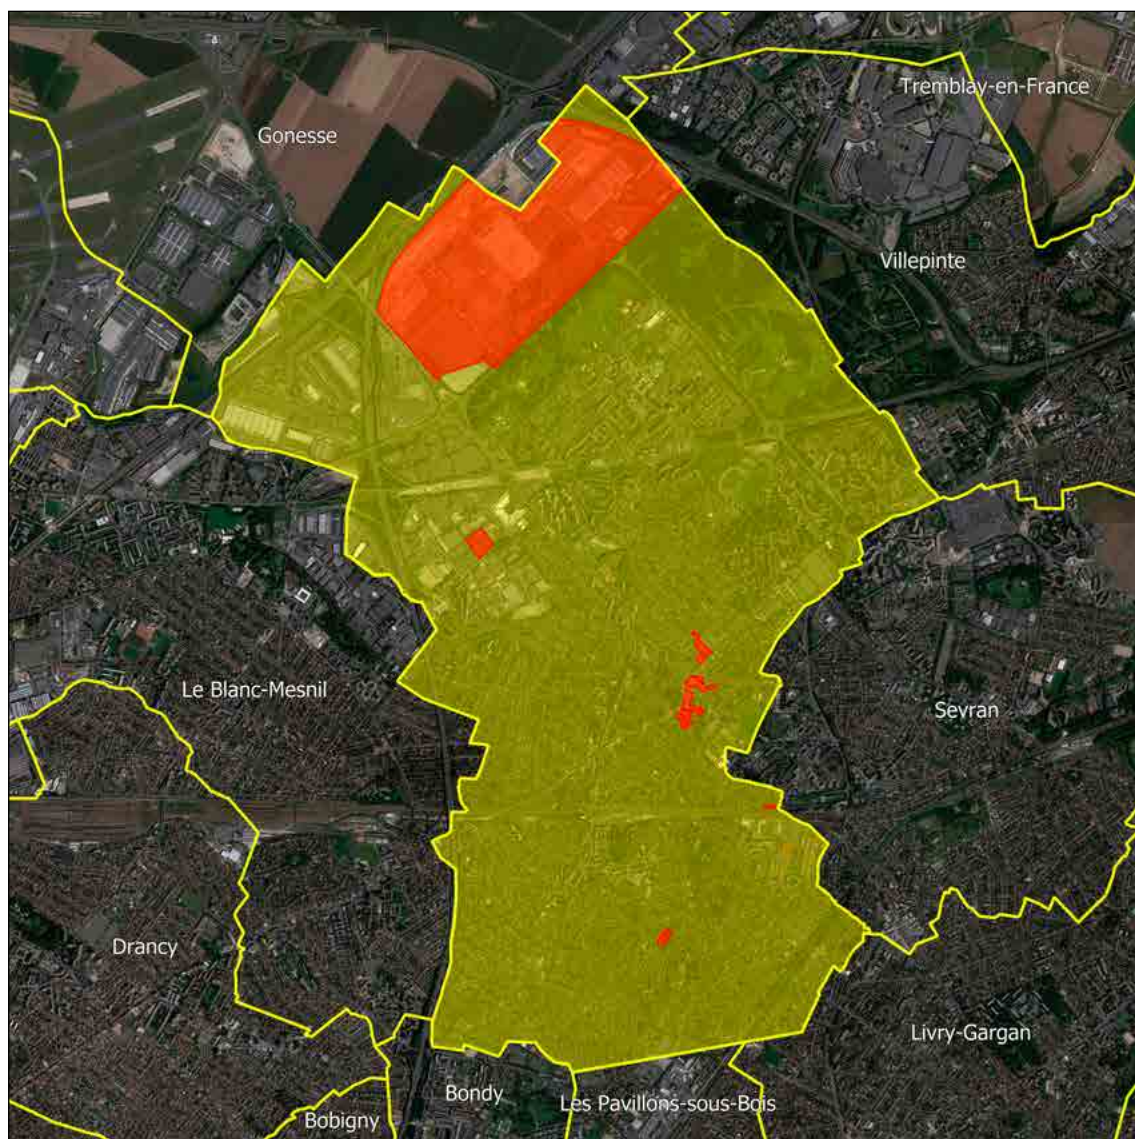 Tremblay-en-France
Gonesse
Villepinte
Le Blanc-Mesnil
Sevran
Drancy
Livry-Gargan
Bondy
Les Pavillons-sous-Bois
Bobigny